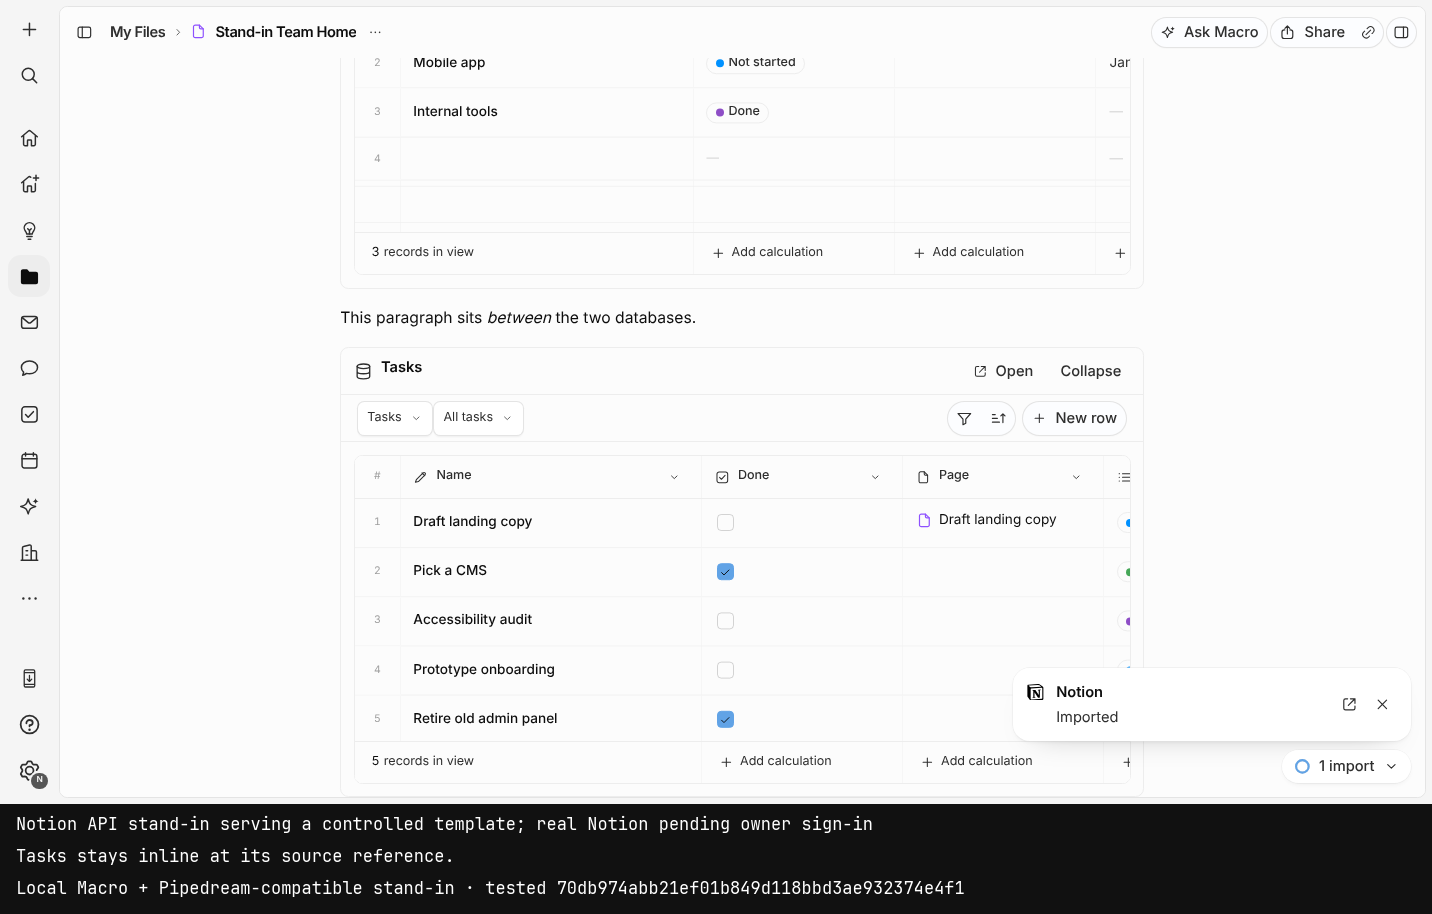 My Files
Stand-in Team Home
Ask Macro
Share
2 Mobile app Not started Jan
3 Internal tools Done —
4 — —
3 records in view + Add calculation + Add calculation +
This paragraph sits between the two databases.
Tasks
Open Collapse
Tasks All tasks New row
# Name Done Page
1 Draft landing copy Draft landing copy
2 Pick a CMS
3 Accessibility audit
4 Prototype onboarding
5 Retire old admin panel
5 records in view + Add calculation + Add calculation +
Notion
Imported
1 import
N
Notion API stand-in serving a controlled template; real Notion pending owner sign-in
Tasks stays inline at its source reference.
Local Macro + Pipedream-compatible stand-in · tested 70db974abb21ef01b849d118bbd3ae932374e4f1